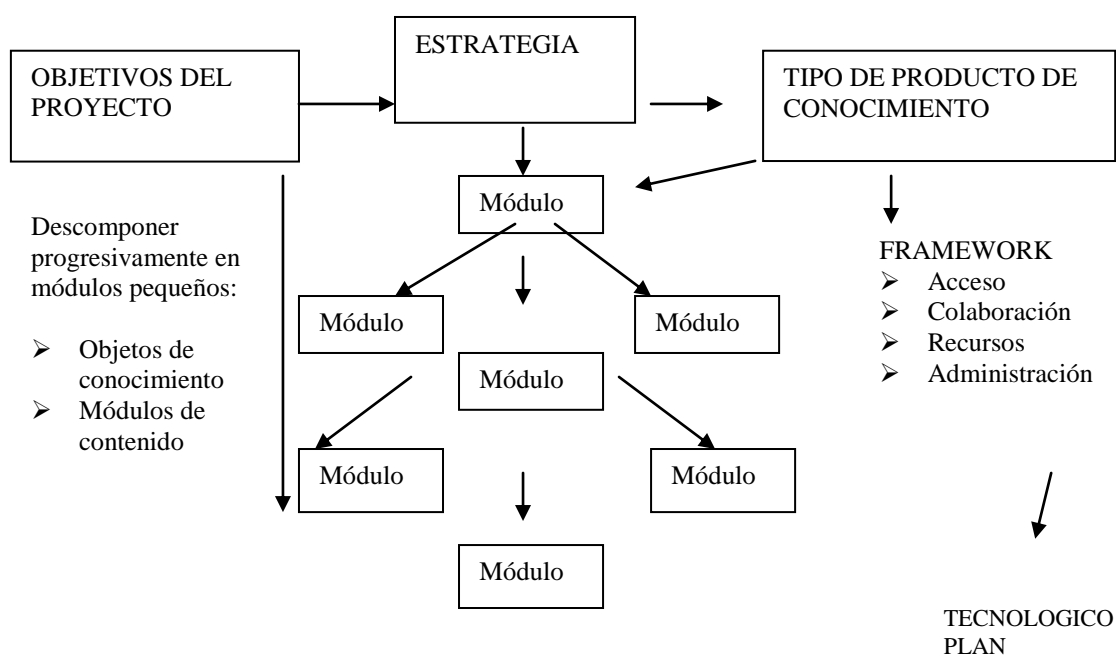 OBJETIVOS DEL
PROYECTO
ESTRATEGIA
TIPO DE PRODUCTO DE
CONOCIMIENTO
Descomponer
progresivamente en
módulos pequeños:
➢ Objetos de
conocimiento
➢ Módulos de
contenido
Módulo
Módulo
Módulo
Módulo
Módulo
Módulo
Módulo
FRAMEWORK
➢ Acceso
➢ Colaboración
➢ Recursos
➢ Administración
TECNOLOGICO
PLAN